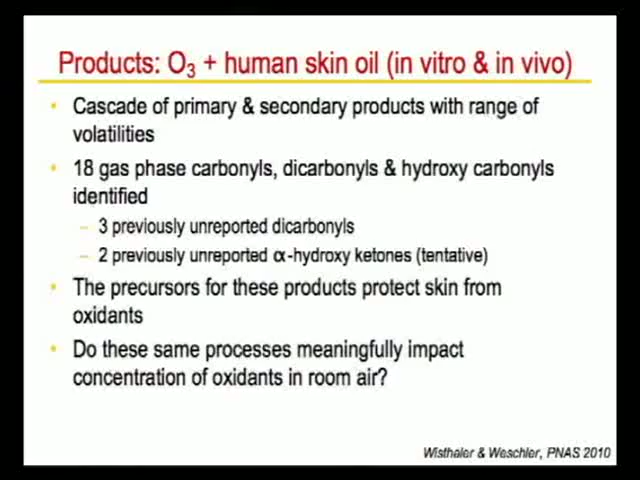 Products: O₃ + human skin oil (in vitro & in vivo)
• Cascade of primary & secondary products with range of
volatilities
• 18 gas phase carbonyls, dicarbonyls & hydroxy carbonyls
identified
– 3 previously unreported dicarbonyls
– 2 previously unreported α-hydroxy ketones (tentative)
• The precursors for these products protect skin from
oxidants
• Do these same processes meaningfully impact
concentration of oxidants in room air?
Wisthaler & Weschler, PNAS 2010